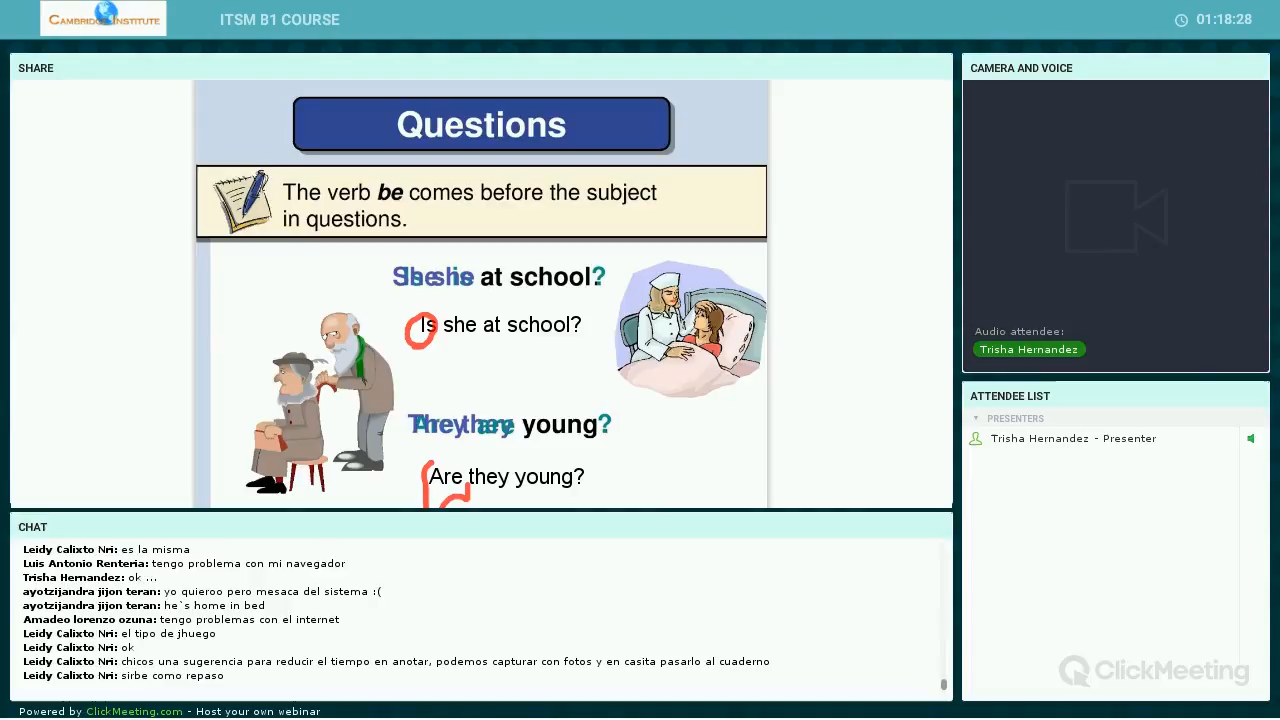 CAMBRIDGE INSTITUTE
ITSM B1 COURSE
01:18:28
SHARE
Questions
The verb be comes before the subject
in questions.
at school?
Is she at school?
young?
Are they young?
CAMERA AND VOICE
Audio attendee:
Trisha Hernandez
ATTENDEE LIST
PRESENTERS
Trisha Hernandez - Presenter
CHAT
Leidy Calixto Nri: es la misma
Luis Antonio Renteria: tengo problema con mi navegador
Trisha Hernandez: ok ...
ayotzijandra jijon teran: yo quieroo pero mesaca del sistema :(
ayotzijandra jijon teran: he`s home in bed
Amadeo lorenzo ozuna: tengo problemas con el internet
Leidy Calixto Nri: el tipo de jhuego
Leidy Calixto Nri: ok
Leidy Calixto Nri: chicos una sugerencia para reducir el tiempo en anotar, podemos capturar con fotos y en casita pasarlo al cuaderno
Leidy Calixto Nri: sirbe como repaso
ClickMeeting
Powered by ClickMeeting.com - Host your own webinar